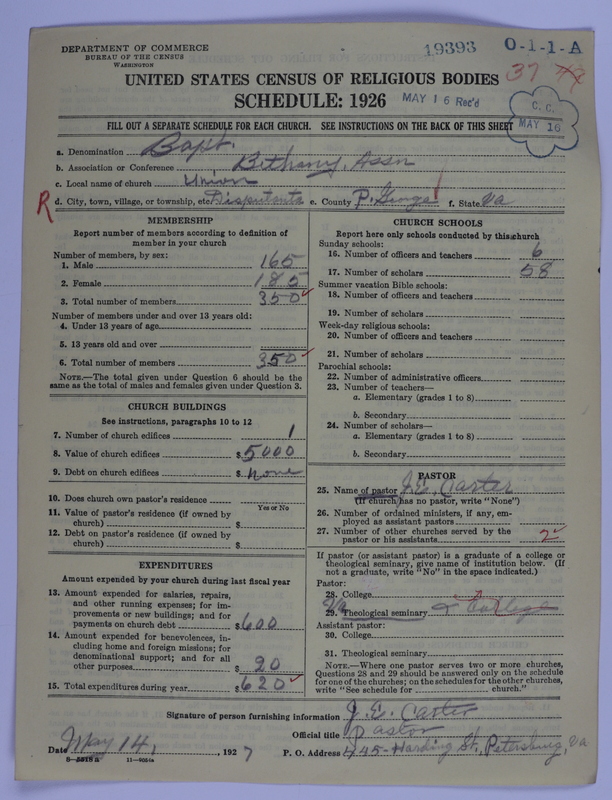 DEPARTMENT OF COMMERCE
BUREAU OF THE CENSUS
WASHINGTON
19393
O-1-1-A
37
UNITED STATES CENSUS OF RELIGIOUS BODIES
SCHEDULE: 1926
MAY 16 Rec'd
C. C.
MAY 16
FILL OUT A SEPARATE SCHEDULE FOR EACH CHURCH. SEE INSTRUCTIONS ON THE BACK OF THIS SHEET
a. Denomination Bapt.
b. Association or Conference Bethany. Assn
c. Local name of church Union
R
d. City, town, village, or township, etc. Disputanta e. County P. George f. State Va
MEMBERSHIP
Report number of members according to definition of
member in your church
Number of members, by sex:
1. Male 165
2. Female 185
3. Total number of members 350
Number of members under and over 13 years old:
4. Under 13 years of age
5. 13 years old and over
6. Total number of members 350
NOTE.—The total given under Question 6 should be the
same as the total of males and females given under Question 3.
CHURCH BUILDINGS
See instructions, paragraphs 10 to 12
7. Number of church edifices 1
8. Value of church edifices $ 5000
9. Debt on church edifices $ none
10. Does church own pastor's residence
Yes or No
11. Value of pastor's residence (if owned by
church) $
12. Debt on pastor's residence (if owned by
church) $
EXPENDITURES
Amount expended by your church during last fiscal year
13. Amount expended for salaries, repairs,
and other running expenses; for im-
provements or new buildings; and for
payments on church debt $ 600
14. Amount expended for benevolences, in-
cluding home and foreign missions; for
denominational support; and for all
other purposes $ 20
15. Total expenditures during year $ 620
CHURCH SCHOOLS
Report here only schools conducted by this church
Sunday schools:
16. Number of officers and teachers 6
17. Number of scholars 58
Summer vacation Bible schools:
18. Number of officers and teachers
19. Number of scholars
Week-day religious schools:
20. Number of officers and teachers
21. Number of scholars
Parochial schools:
22. Number of administrative officers
23. Number of teachers—
a. Elementary (grades 1 to 8)
b. Secondary
24. Number of scholars—
a. Elementary (grades 1 to 8)
b. Secondary
PASTOR
25. Name of pastor J. E. Carter
(If church has no pastor, write "None")
26. Number of ordained ministers, if any, em-
ployed as assistant pastors
27. Number of other churches served by the
pastor or his assistants 2
If pastor (or assistant pastor) is a graduate of a college or
theological seminary, give name of institution below. (If
not a graduate, write "No" in the space indicated.)
Pastor:
28. College
29. Theological seminary Va & College
Assistant pastor:
30. College
31. Theological seminary
NOTE.—Where one pastor serves two or more churches,
Questions 28 and 29 should be answered only on the schedule
for one of the churches; on the schedules for the other churches,
write "See schedule for church."
Signature of person furnishing information J. E. Carter
Official title Pastor
Date May 14, 1927
P. O. Address 445- Harding St., Petersburg, Va
11—9054a